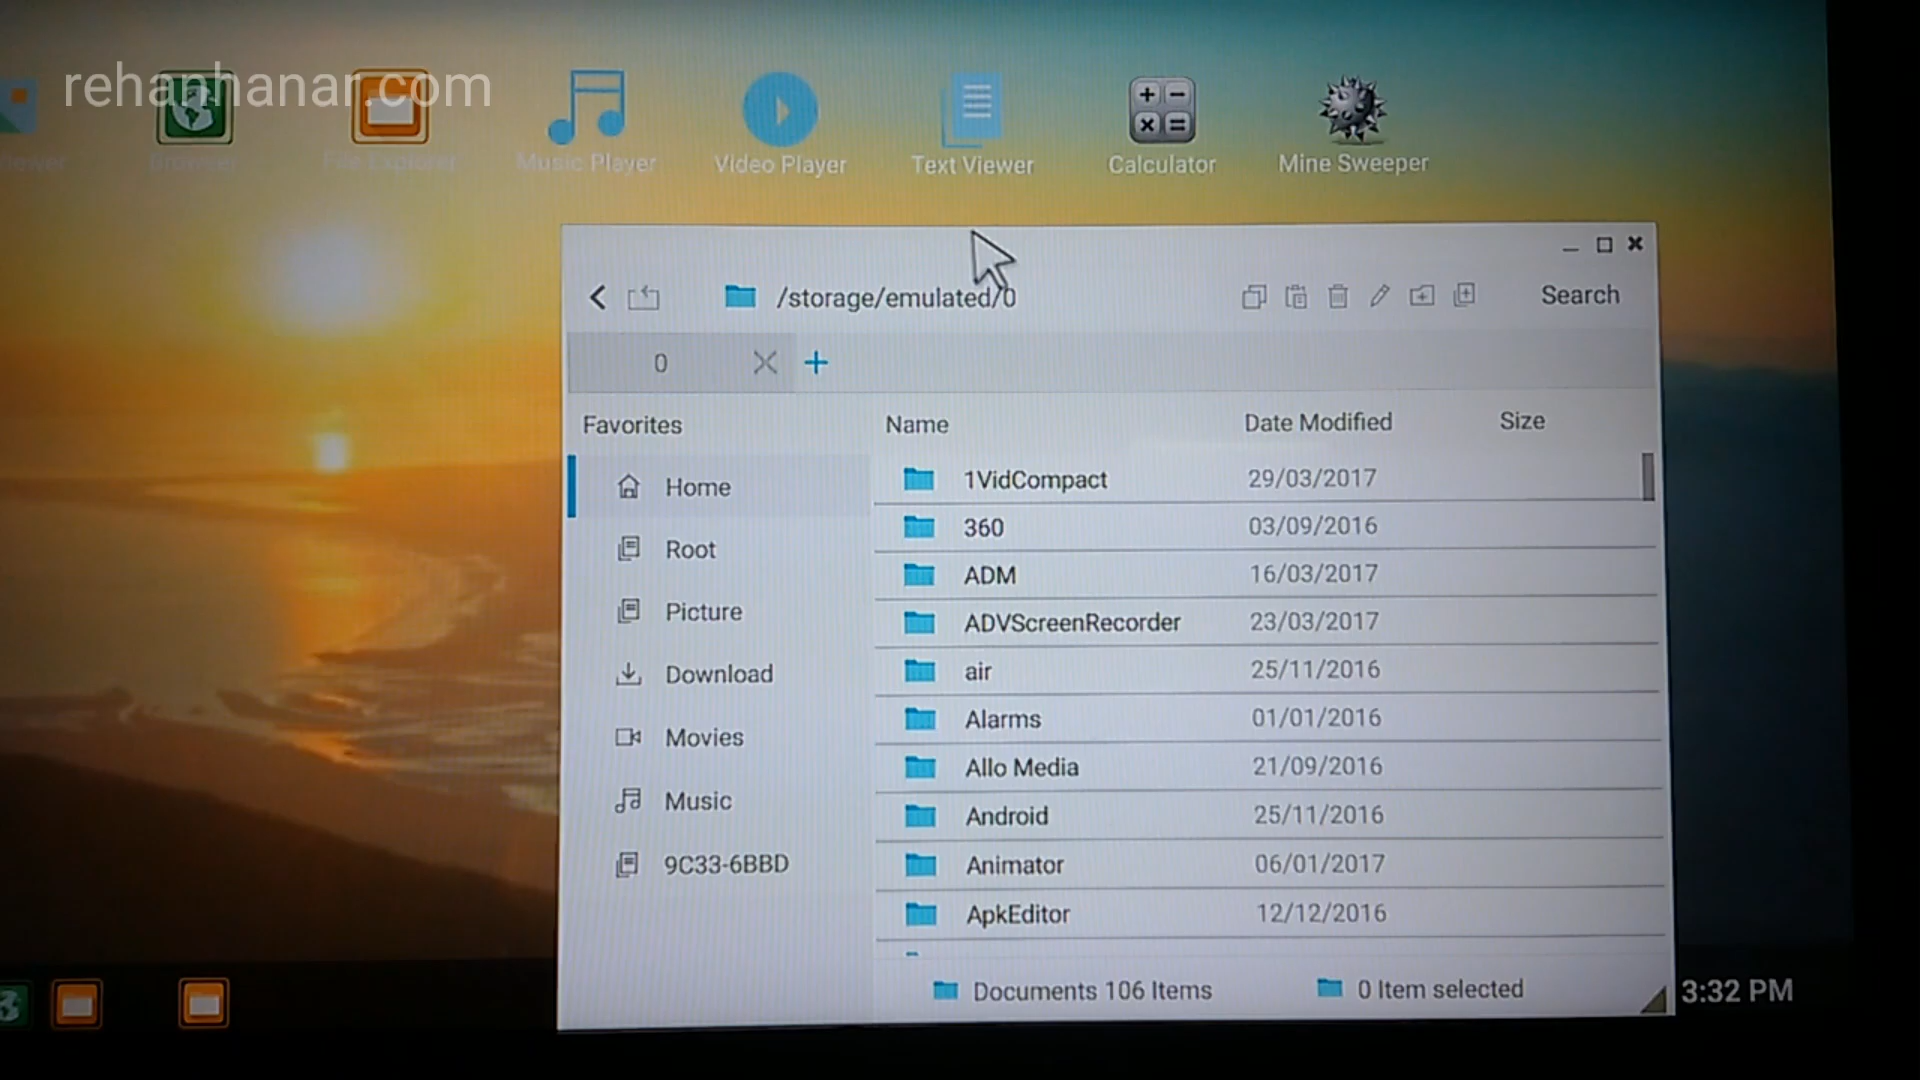 rehanhanar.com
iewer
Browser
File Explorer
Music Player
Video Player
Text Viewer
Calculator
Mine Sweeper
/storage/emulated/0
Search
0
Favorites
Name
Date Modified
Size
Home
Root
Picture
Download
Movies
Music
9C33-6BBD
1VidCompact 29/03/2017
360 03/09/2016
ADM 16/03/2017
ADVScreenRecorder 23/03/2017
air 25/11/2016
Alarms 01/01/2016
Allo Media 21/09/2016
Android 25/11/2016
Animator 06/01/2017
ApkEditor 12/12/2016
Documents 106 Items
0 Item selected
3:32 PM